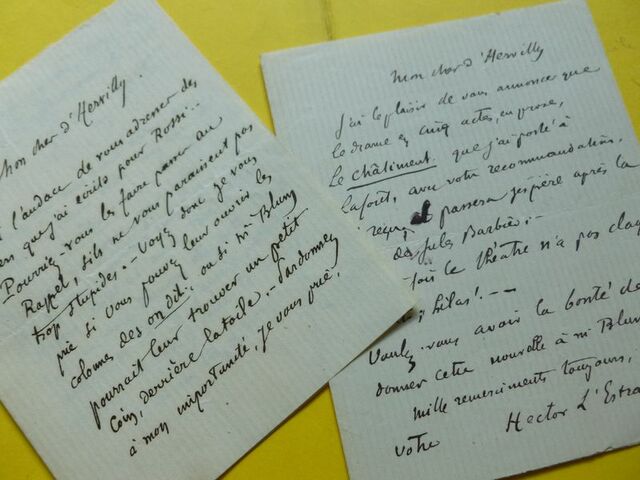 Mon cher d'Hervilly.
l'audace de vous adresser des
vers que j'ai écrits pour Rossi...
Pourriez-vous les faire passer au
Rappel, s'ils ne vous paraissent pas
trop stupides. - Voyez donc je vous
prie si vous pouvez leur ouvrir les
colonnes des on dit, ou si mr Blum
pourrait leur trouver un petit
coin, derrière la toile. - Pardonnez
à mon importunité, je vous prie,
Mon cher d'Hervilly
J'ai le plaisir de vous annoncer que
le drame en cinq actes, en prose,
Le Châtiment que j'ai porté à
Lafont, avec votre recommandation,
reçu, et passera j'espère après la
de Jules Barbier; -
fois le théâtre n'a pas claq
hélas! . -
Voulez-vous avoir la bonté de
donner cette nouvelle à mr Blum
mille remerciments toujours,
votre Hector L'Estra